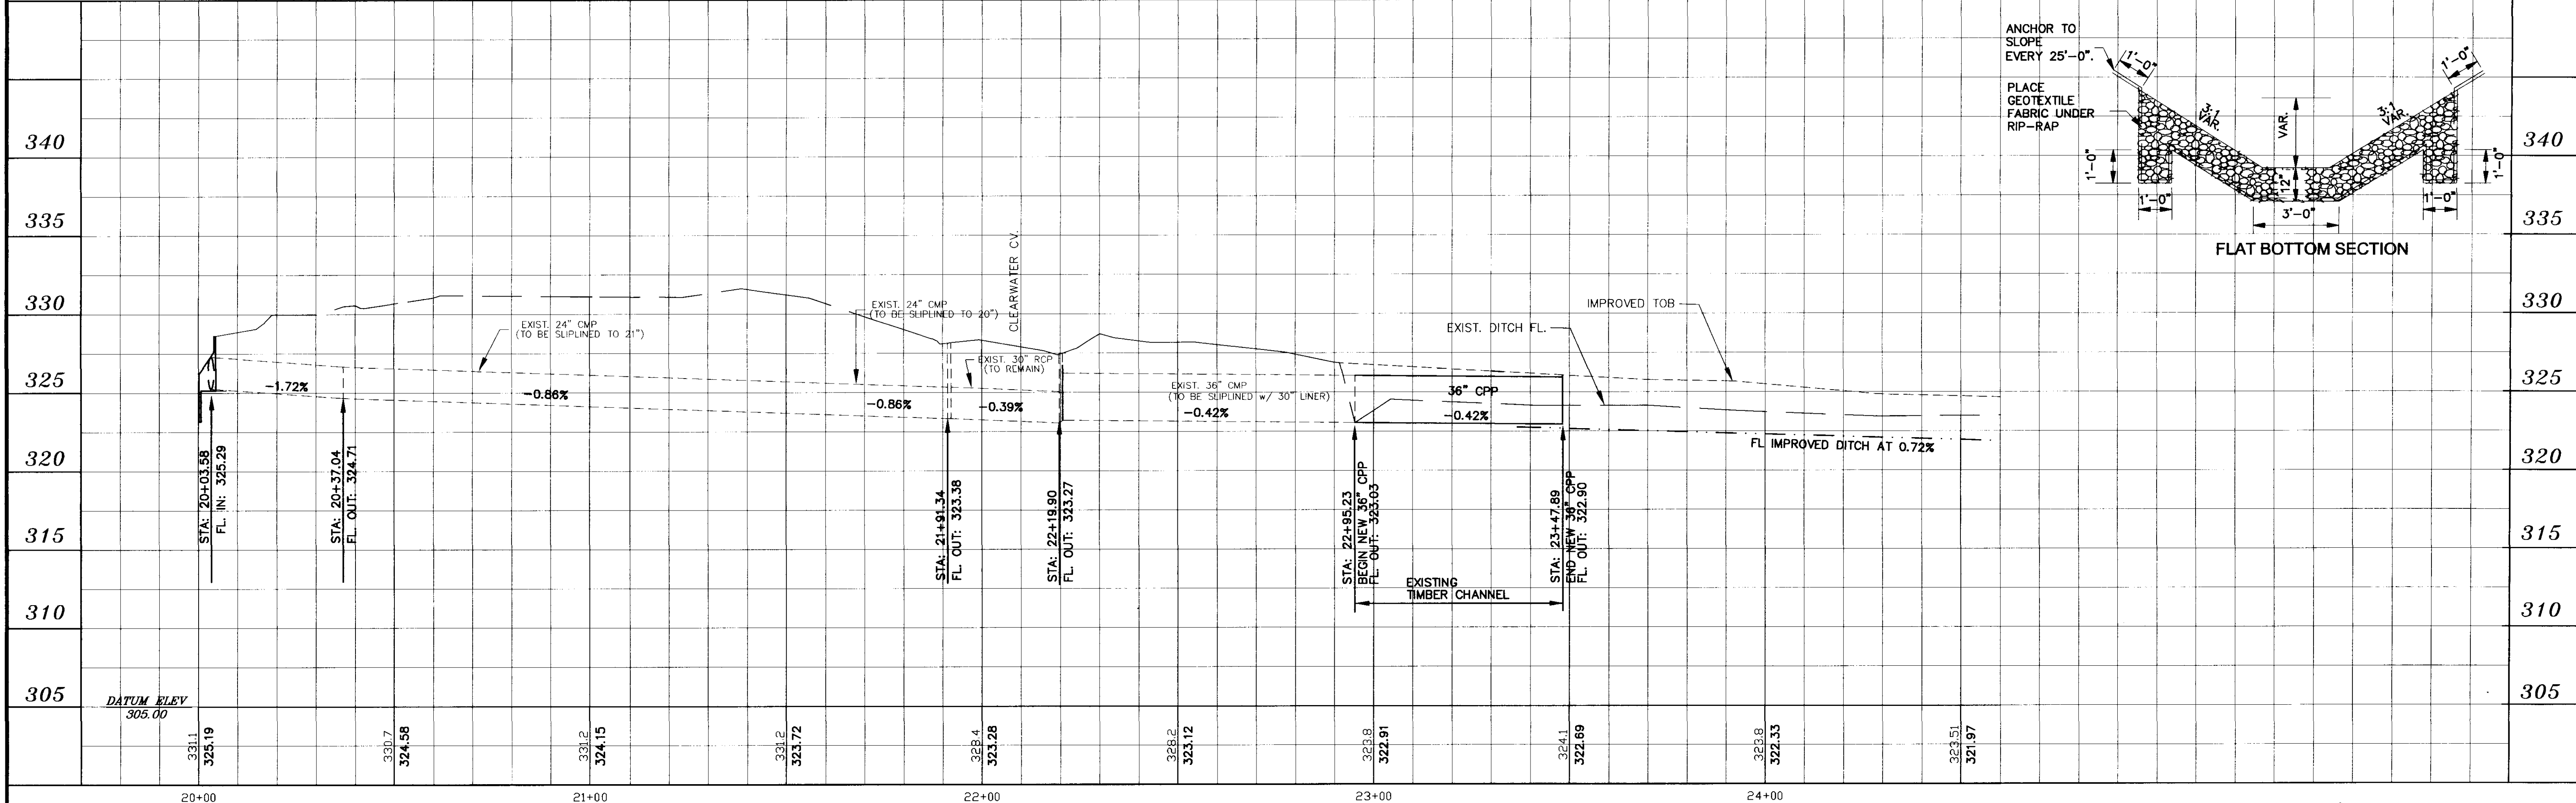 ANCHOR TO
SLOPE
EVERY 25'-0".
PLACE
GEOTEXTILE
FABRIC UNDER
RIP-RAP
1'-0"
1'-0"
3:1
VAR.
VAR.
3:1
VAR.
1'-0"
1'-0"
12"
1'-0"
1'-0"
3'-0"
FLAT BOTTOM SECTION
340
335
330
325
320
315
310
305
340
335
330
325
320
315
310
305
DATUM ELEV
305.00
CLEARWATER CV.
EXIST. 24" CMP
(TO BE SLIPLINED TO 21")
EXIST. 24" CMP
(TO BE SLIPLINED TO 20")
EXIST. 30" RCP
(TO REMAIN)
EXIST. 36" CMP
(TO BE SLIPLINED w/ 30" LINER)
EXIST. DITCH FL.
IMPROVED TOB
36" CPP
-1.72%
-0.86%
-0.86%
-0.39%
-0.42%
-0.42%
FL IMPROVED DITCH AT 0.72%
STA: 20+03.58
FL. IN: 325.29
STA: 20+37.04
FL. OUT: 324.71
STA: 21+91.34
FL. OUT: 323.38
STA: 22+19.90
FL. OUT: 323.27
STA: 22+95.23
BEGIN NEW 36" CPP
FL. OUT: 323.03
STA: 23+47.89
END NEW 36" CPP
FL. OUT: 322.90
EXISTING
TIMBER CHANNEL
331.1
325.19
330.7
324.58
331.2
324.15
331.2
323.72
328.4
323.28
328.2
323.12
323.8
322.91
324.1
322.69
323.8
322.33
323.51
321.97
20+00
21+00
22+00
23+00
24+00